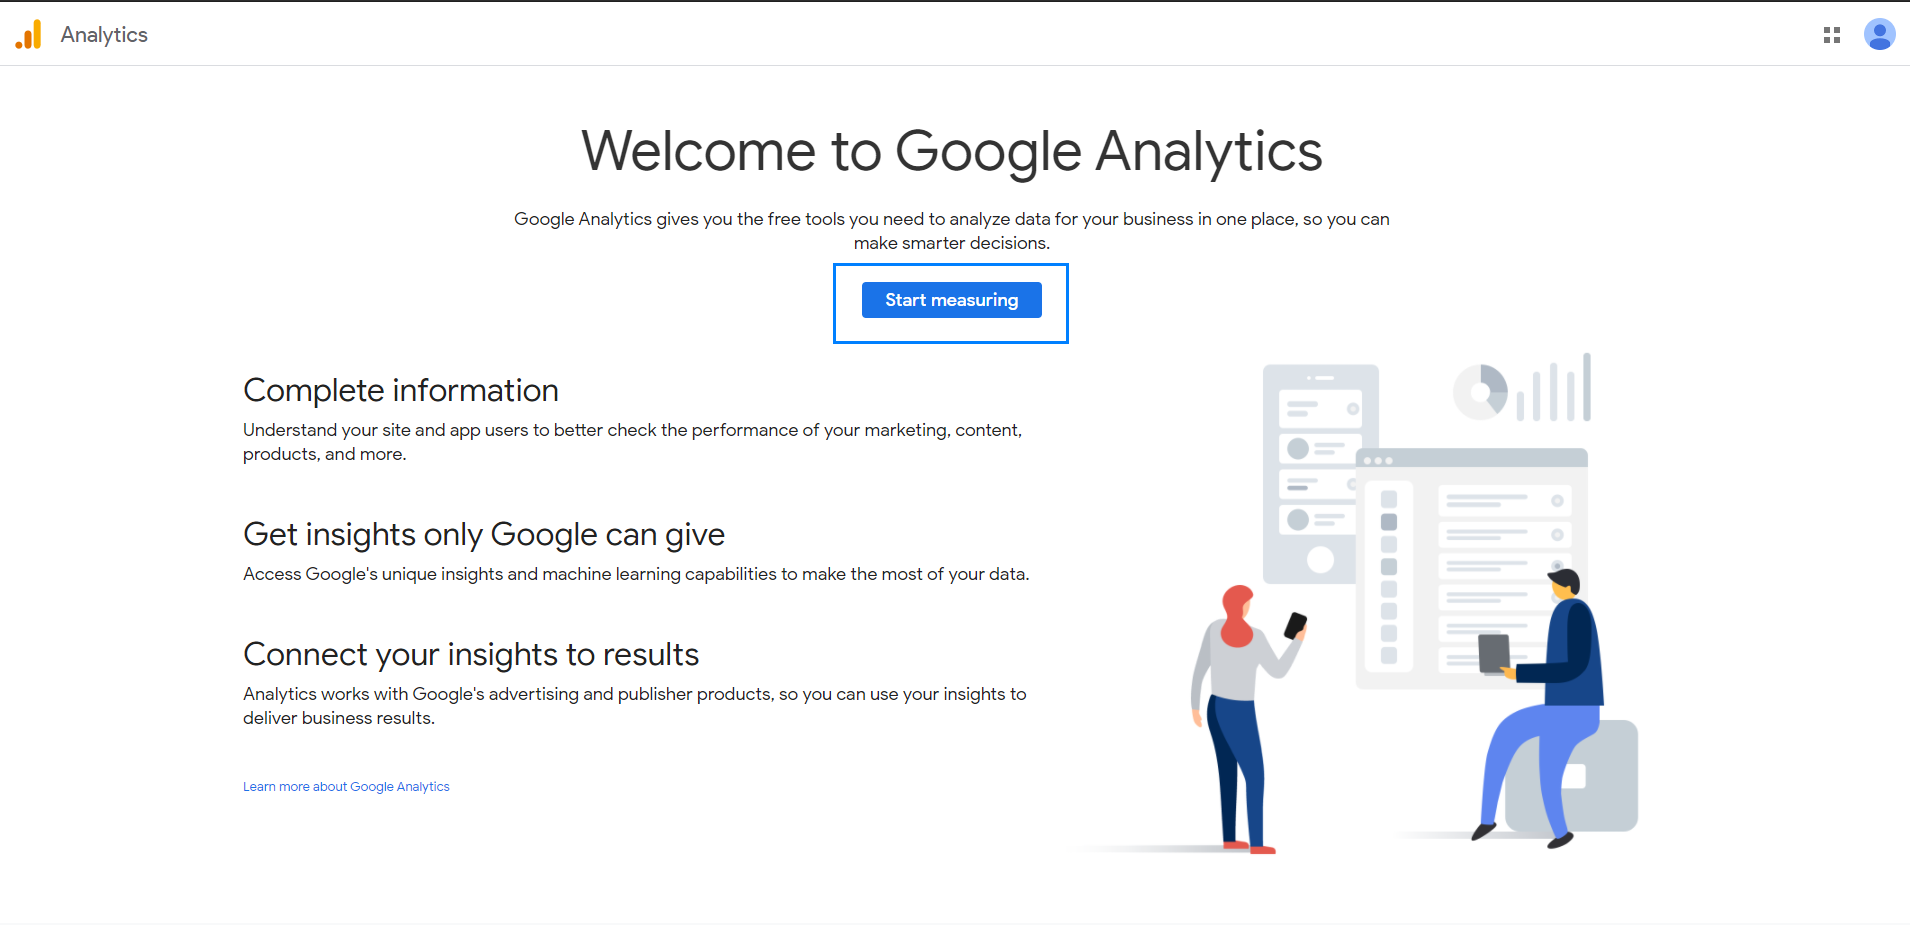 Analytics
Welcome to Google Analytics
Google Analytics gives you the free tools you need to analyze data for your business in one place, so you can
make smarter decisions.
Start measuring
Complete information
Understand your site and app users to better check the performance of your marketing, content,
products, and more.
Get insights only Google can give
Access Google's unique insights and machine learning capabilities to make the most of your data.
Connect your insights to results
Analytics works with Google's advertising and publisher products, so you can use your insights to
deliver business results.
Learn more about Google Analytics